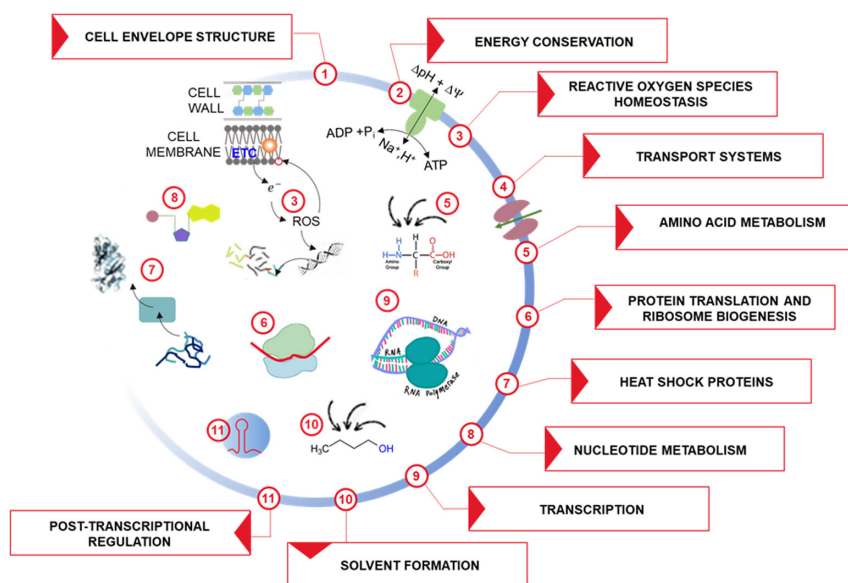 CELL ENVELOPE STRUCTURE
1
2
ENERGY CONSERVATION
ΔpH + ΔΨ
CELL
WALL
REACTIVE OXYGEN SPECIES
HOMEOSTASIS
3
ADP +Pi
Na⁺,H⁺
ATP
CELL
MEMBRANE
ETC
TRANSPORT SYSTEMS
4
e⁻
8
3
ROS
5
AMINO ACID METABOLISM
5
H H O
H—N—C—C—OH
Amino
Group
Carboxyl
Group
R
7
9
DNA
RNA
RNA polymerase
6
PROTEIN TRANSLATION AND
RIBOSOME BIOGENESIS
6
7
HEAT SHOCK PROTEINS
11
10
H₃C
OH
8
NUCLEOTIDE METABOLISM
9
TRANSCRIPTION
11
10
POST-TRANSCRIPTIONAL
REGULATION
SOLVENT FORMATION